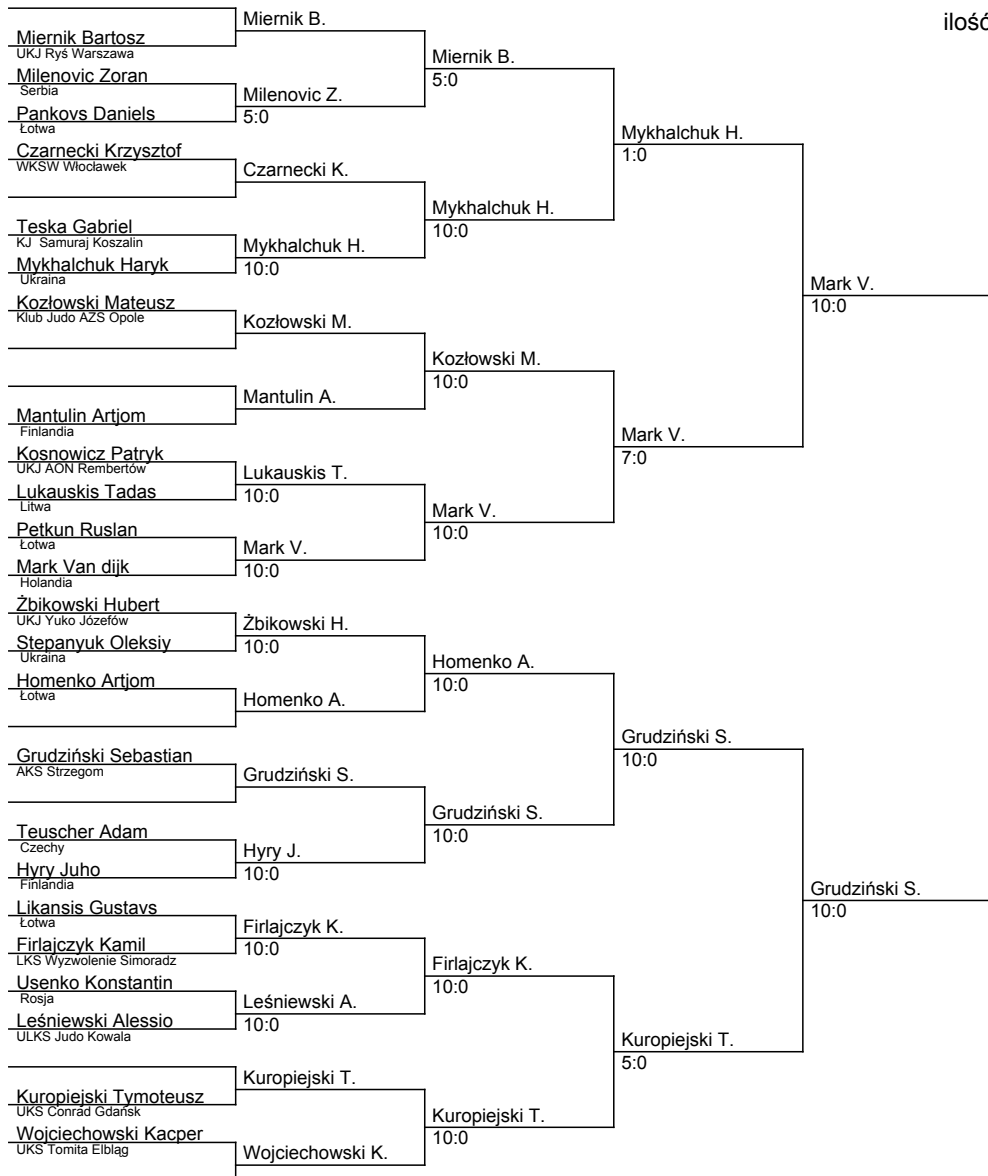 ilość
Miernik Bartosz
UKJ Ryś Warszawa
Milenovic Zoran
Serbia
Pankovs Daniels
Łotwa
Czarnecki Krzysztof
WKSW Włocławek
Teska Gabriel
KJ Samuraj Koszalin
Mykhalchuk Haryk
Ukraina
Kozłowski Mateusz
Klub Judo AZS Opole
Mantulin Artjom
Finlandia
Kosnowicz Patryk
UKJ AON Rembertów
Lukauskis Tadas
Litwa
Petkun Ruslan
Łotwa
Mark Van dijk
Holandia
Żbikowski Hubert
UKJ Yuko Józefów
Stepanyuk Oleksiy
Ukraina
Homenko Artjom
Łotwa
Grudziński Sebastian
AKS Strzegom
Teuscher Adam
Czechy
Hyry Juho
Finlandia
Likansis Gustavs
Łotwa
Firlajczyk Kamil
LKS Wyzwolenie Simoradz
Usenko Konstantin
Rosja
Leśniewski Alessio
ULKS Judo Kowala
Kuropiejski Tymoteusz
UKS Conrad Gdańsk
Wojciechowski Kacper
UKS Tomita Elbląg
Miernik B.
Milenovic Z.
5:0
Czarnecki K.
Mykhalchuk H.
10:0
Kozłowski M.
Mantulin A.
Lukauskis T.
10:0
Mark V.
10:0
Żbikowski H.
10:0
Homenko A.
Grudziński S.
Hyry J.
10:0
Firlajczyk K.
10:0
Leśniewski A.
10:0
Kuropiejski T.
Wojciechowski K.
Miernik B.
5:0
Mykhalchuk H.
10:0
Kozłowski M.
10:0
Mark V.
10:0
Homenko A.
10:0
Grudziński S.
10:0
Firlajczyk K.
10:0
Kuropiejski T.
10:0
Mykhalchuk H.
1:0
Mark V.
7:0
Grudziński S.
10:0
Kuropiejski T.
5:0
Mark V.
10:0
Grudziński S.
10:0